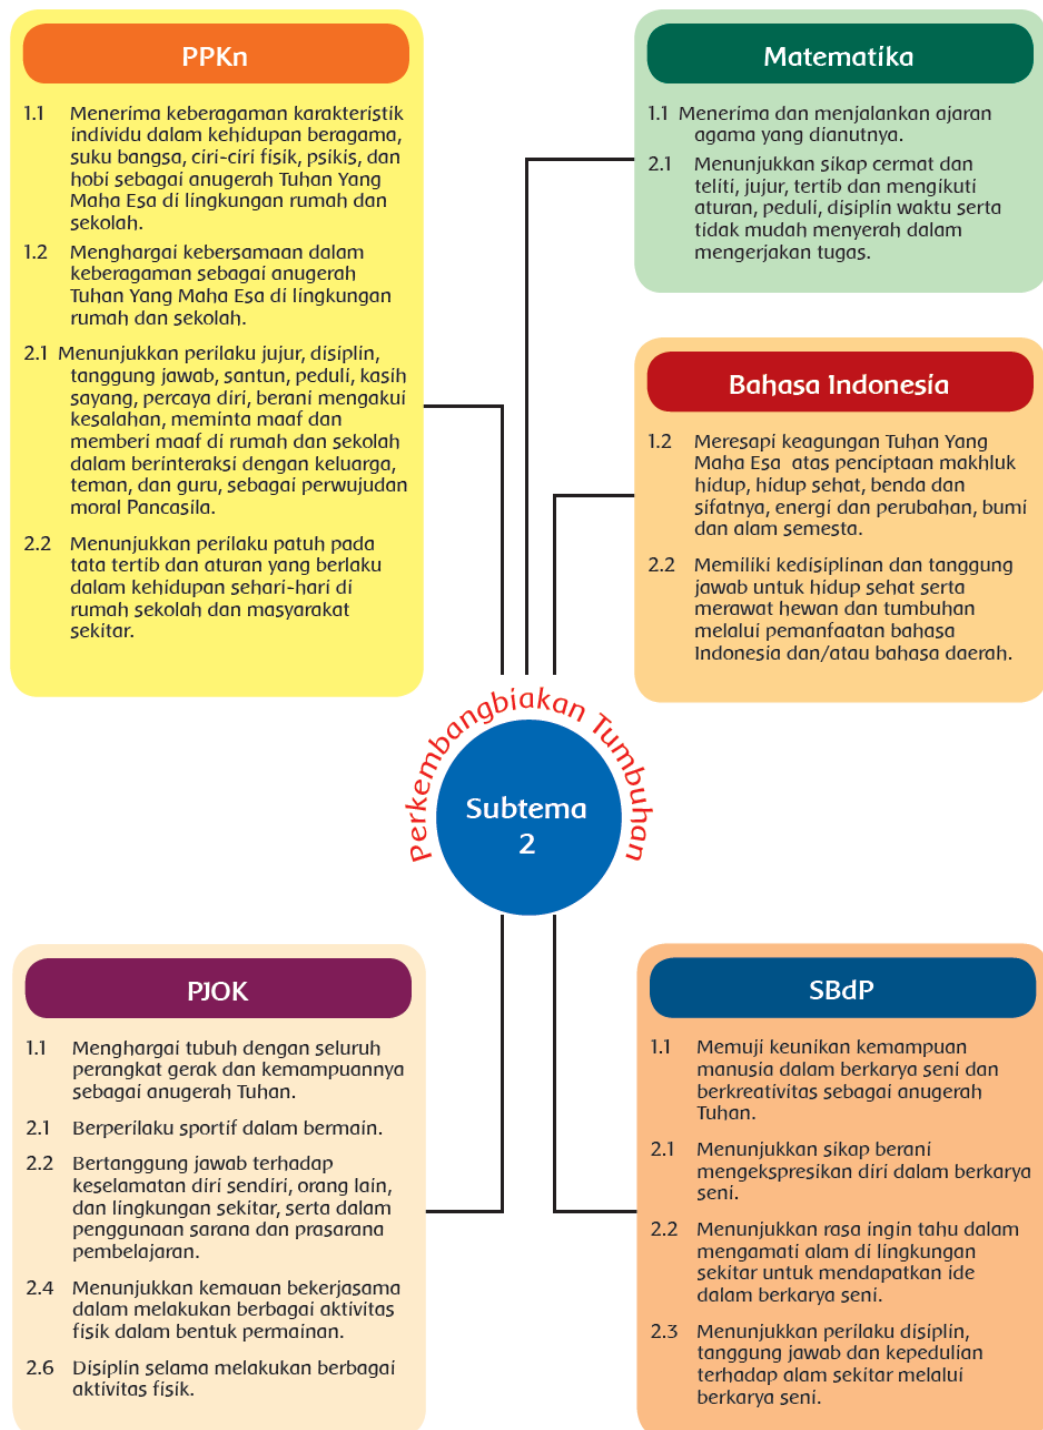 PPKn
1.1 Menerima keberagaman karakteristik
individu dalam kehidupan beragama,
suku bangsa, ciri-ciri fisik, psikis, dan
hobi sebagai anugerah Tuhan Yang
Maha Esa di lingkungan rumah dan
sekolah.
1.2 Menghargai kebersamaan dalam
keberagaman sebagai anugerah
Tuhan Yang Maha Esa di lingkungan
rumah dan sekolah.
2.1 Menunjukkan perilaku jujur, disiplin,
tanggung jawab, santun, peduli, kasih
sayang, percaya diri, berani mengakui
kesalahan, meminta maaf dan
memberi maaf di rumah dan sekolah
dalam berinteraksi dengan keluarga,
teman, dan guru, sebagai perwujudan
moral Pancasila.
2.2 Menunjukkan perilaku patuh pada
tata tertib dan aturan yang berlaku
dalam kehidupan sehari-hari di
rumah sekolah dan masyarakat
sekitar.
Matematika
1.1 Menerima dan menjalankan ajaran
agama yang dianutnya.
2.1 Menunjukkan sikap cermat dan
teliti, jujur, tertib dan mengikuti
aturan, peduli, disiplin waktu serta
tidak mudah menyerah dalam
mengerjakan tugas.
Bahasa Indonesia
1.2 Meresapi keagungan Tuhan Yang
Maha Esa atas penciptaan makhluk
hidup, hidup sehat, benda dan
sifatnya, energi dan perubahan, bumi
dan alam semesta.
2.2 Memiliki kedisiplinan dan tanggung
jawab untuk hidup sehat serta
merawat hewan dan tumbuhan
melalui pemanfaatan bahasa
Indonesia dan/atau bahasa daerah.
Perkembangbiakan Tumbuhan
Subtema
2
PJOK
1.1 Menghargai tubuh dengan seluruh
perangkat gerak dan kemampuannya
sebagai anugerah Tuhan.
2.1 Berperilaku sportif dalam bermain.
2.2 Bertanggung jawab terhadap
keselamatan diri sendiri, orang lain,
dan lingkungan sekitar, serta dalam
penggunaan sarana dan prasarana
pembelajaran.
2.4 Menunjukkan kemauan bekerjasama
dalam melakukan berbagai aktivitas
fisik dalam bentuk permainan.
2.6 Disiplin selama melakukan berbagai
aktivitas fisik.
SBdP
1.1 Memuji keunikan kemampuan
manusia dalam berkarya seni dan
berkreativitas sebagai anugerah
Tuhan.
2.1 Menunjukkan sikap berani
mengekspresikan diri dalam berkarya
seni.
2.2 Menunjukkan rasa ingin tahu dalam
mengamati alam di lingkungan
sekitar untuk mendapatkan ide
dalam berkarya seni.
2.3 Menunjukkan perilaku disiplin,
tanggung jawab dan kepedulian
terhadap alam sekitar melalui
berkarya seni.